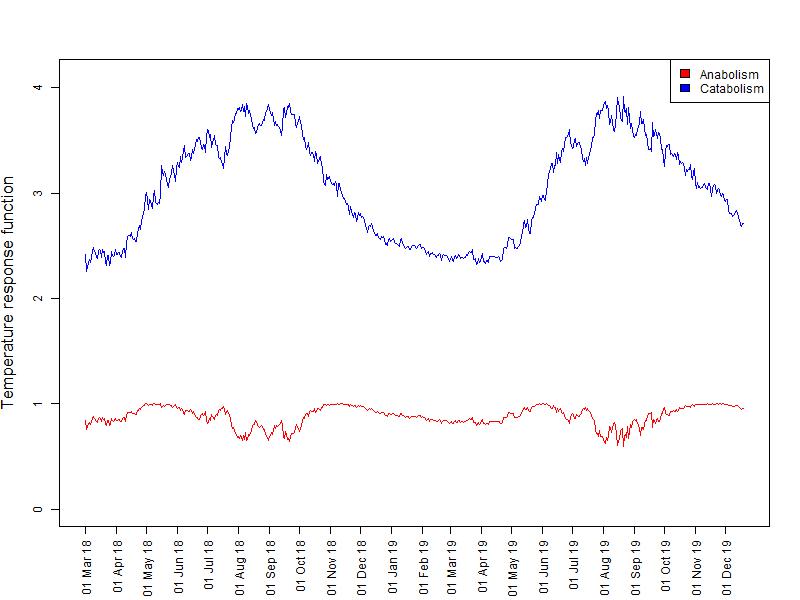 Anabolism
Catabolism
Temperature response function
4
3
2
1
0
01 Mar 18
01 Apr 18
01 May 18
01 Jun 18
01 Jul 18
01 Aug 18
01 Sep 18
01 Oct 18
01 Nov 18
01 Dec 18
01 Jan 19
01 Feb 19
01 Mar 19
01 Apr 19
01 May 19
01 Jun 19
01 Jul 19
01 Aug 19
01 Sep 19
01 Oct 19
01 Nov 19
01 Dec 19